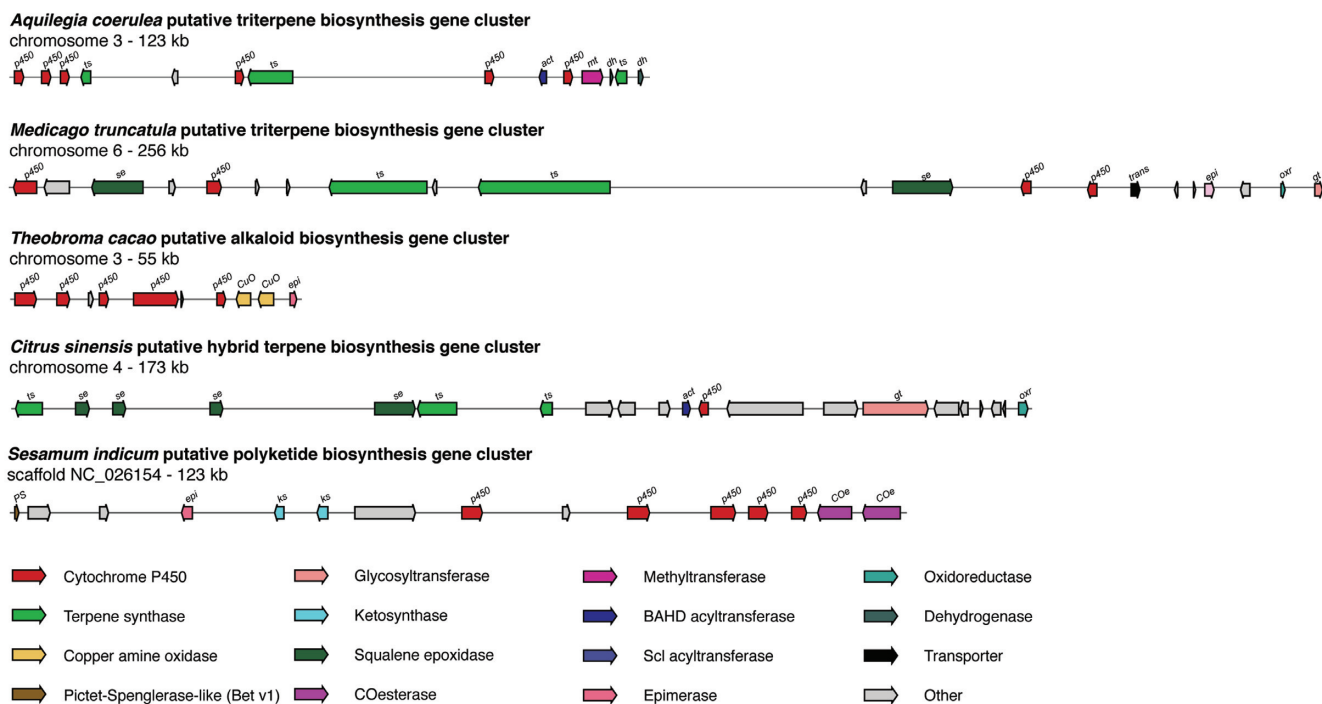 Aquilegia coerulea putative triterpene biosynthesis gene cluster
chromosome 3 - 123 kb
p450 p450 p450 ts p450 ts p450 act p450 mt dh ts dh
Medicago truncatula putative triterpene biosynthesis gene cluster
chromosome 6 - 256 kb
p450 se p450 ts ts se p450 p450 trans epi oxr gt
Theobroma cacao putative alkaloid biosynthesis gene cluster
chromosome 3 - 55 kb
p450 p450 p450 p450 p450 CuO CuO epi
Citrus sinensis putative hybrid terpene biosynthesis gene cluster
chromosome 4 - 173 kb
ts se se se se ts ts act p450 gt oxr
Sesamum indicum putative polyketide biosynthesis gene cluster
scaffold NC_026154 - 123 kb
PS epi ks ks p450 p450 p450 p450 p450 COe COe
Cytochrome P450 Glycosyltransferase Methyltransferase Oxidoreductase
Terpene synthase Ketosynthase BAHD acyltransferase Dehydrogenase
Copper amine oxidase Squalene epoxidase Scl acyltransferase Transporter
Pictet-Spenglerase-like (Bet v1) COesterase Epimerase Other